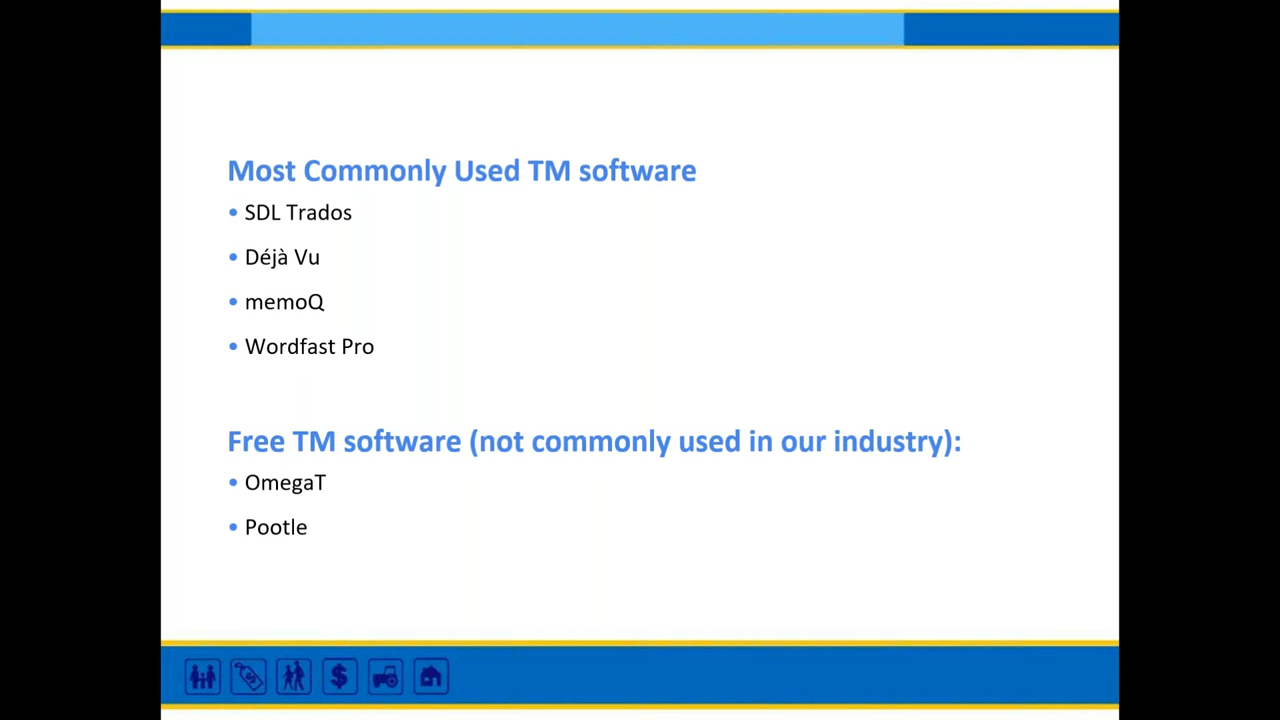 Most Commonly Used TM software
• SDL Trados
• Déjà Vu
• memoQ
• Wordfast Pro
Free TM software (not commonly used in our industry):
• OmegaT
• Pootle